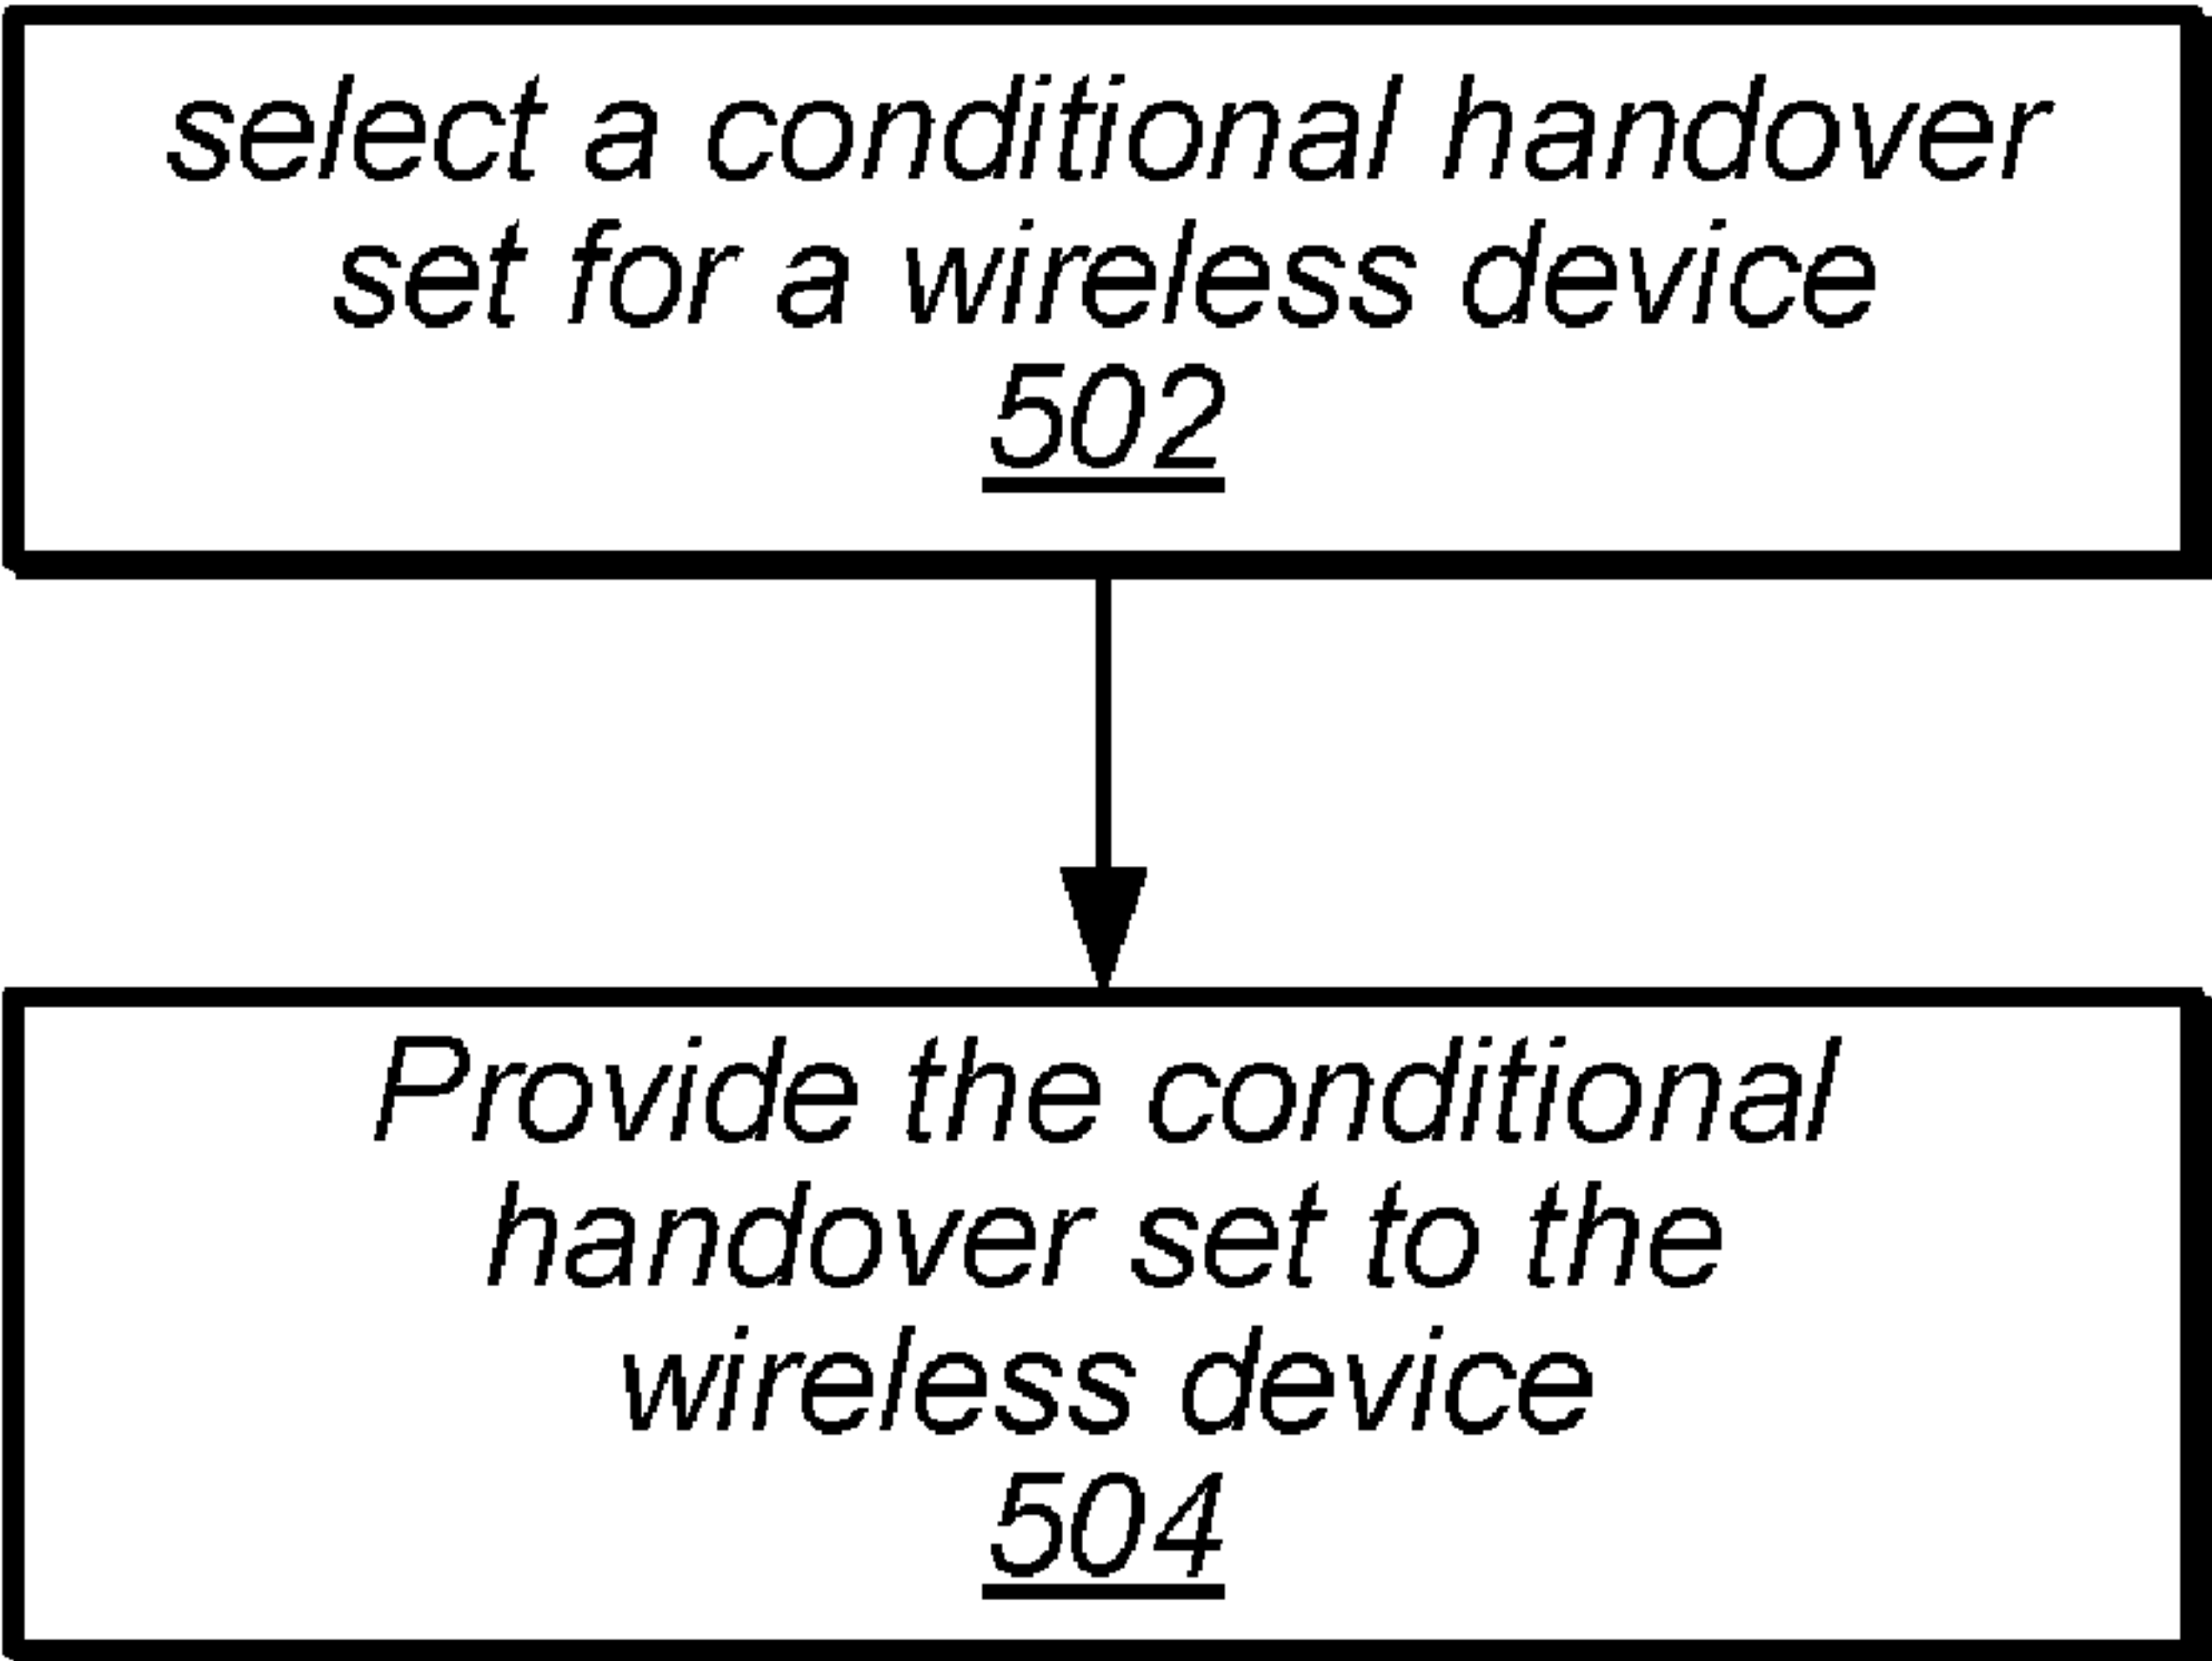 select a conditional handover
set for a wireless device
502
Provide the conditional
handover set to the
wireless device
504